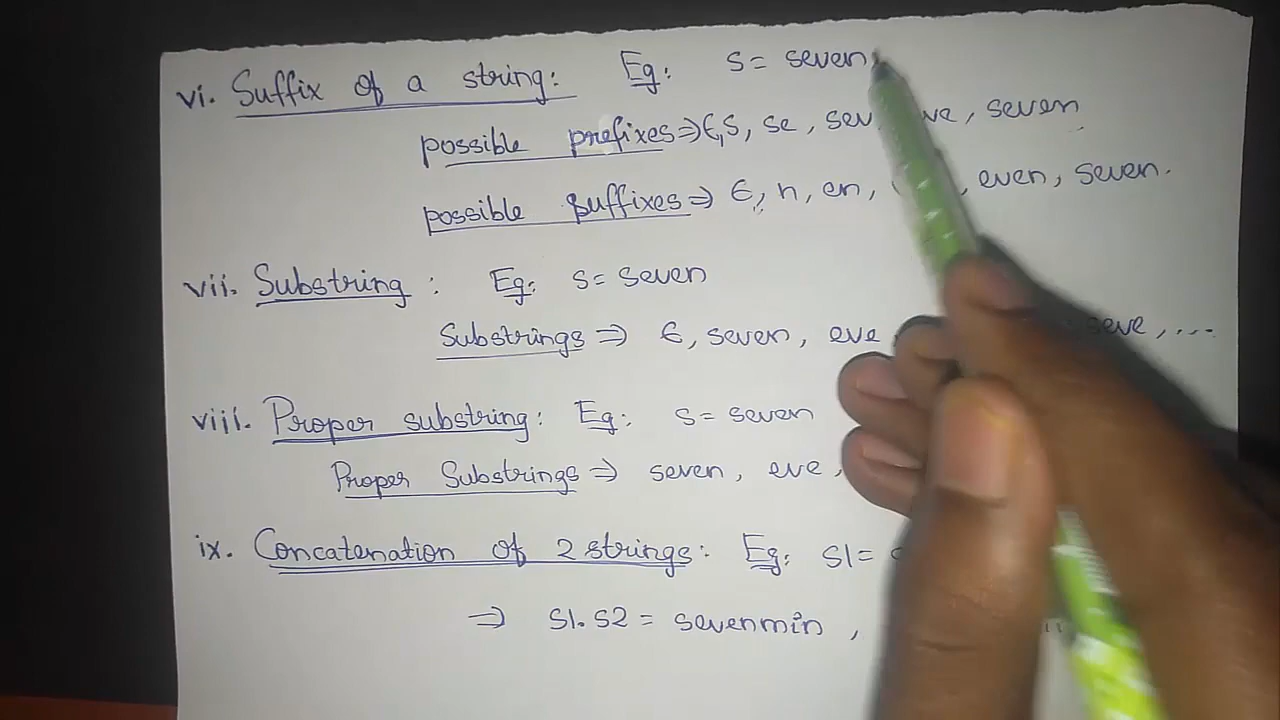 vi. Suffix of a string: Eg: s= seven
possible prefixes⇒ ϵ,s, se, sev, seven
possible suffixes⇒ ϵ, n, en, , even, seven.
vii. Substring : Eg: s= seven
Substrings ⇒ ϵ, seven, eve seve, ....
viii. Proper substring: Eg: s= seven
Proper Substrings ⇒ seven, eve,
ix. Concatenation of 2 strings: Eg: S1=
⇒ S1.S2 = sevenmin,